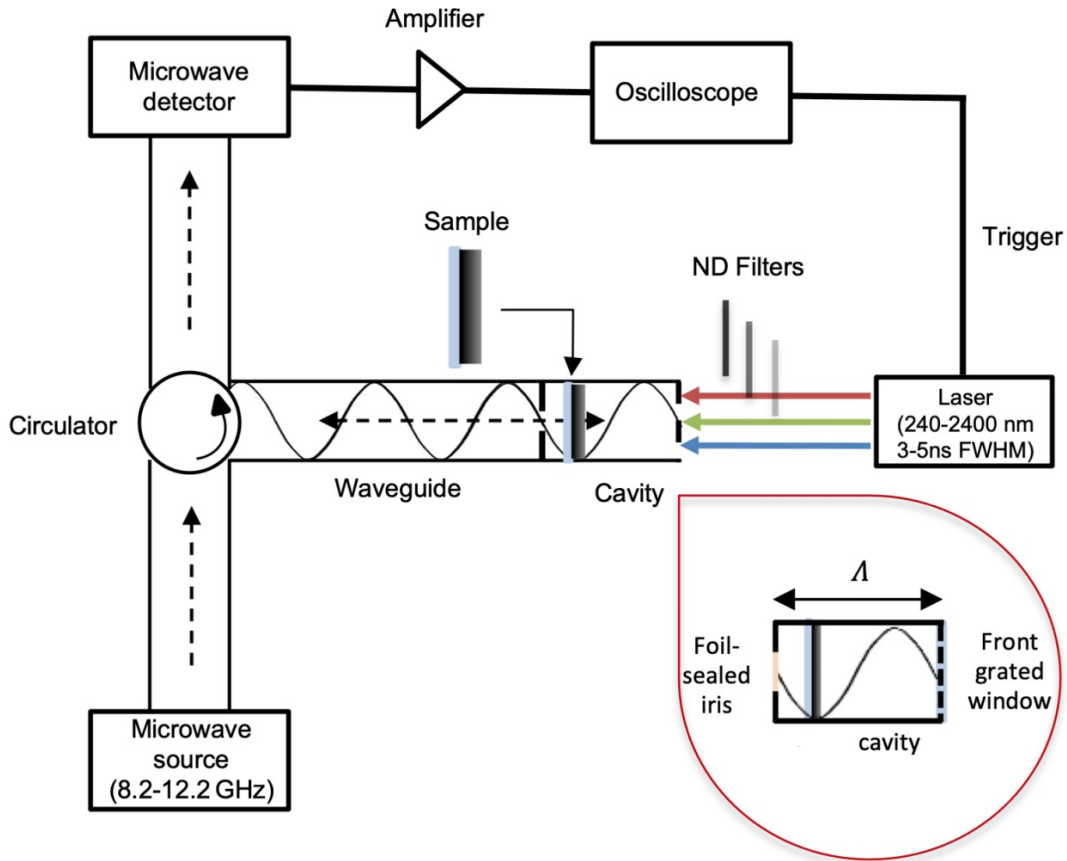 Amplifier
Microwave
detector
Oscilloscope
Sample
Trigger
ND Filters
Circulator
Laser
(240-2400 nm
3-5ns FWHM)
Waveguide
Cavity
Λ
Foil-
sealed
iris
Front
grated
window
cavity
Microwave
source
(8.2-12.2 GHz)